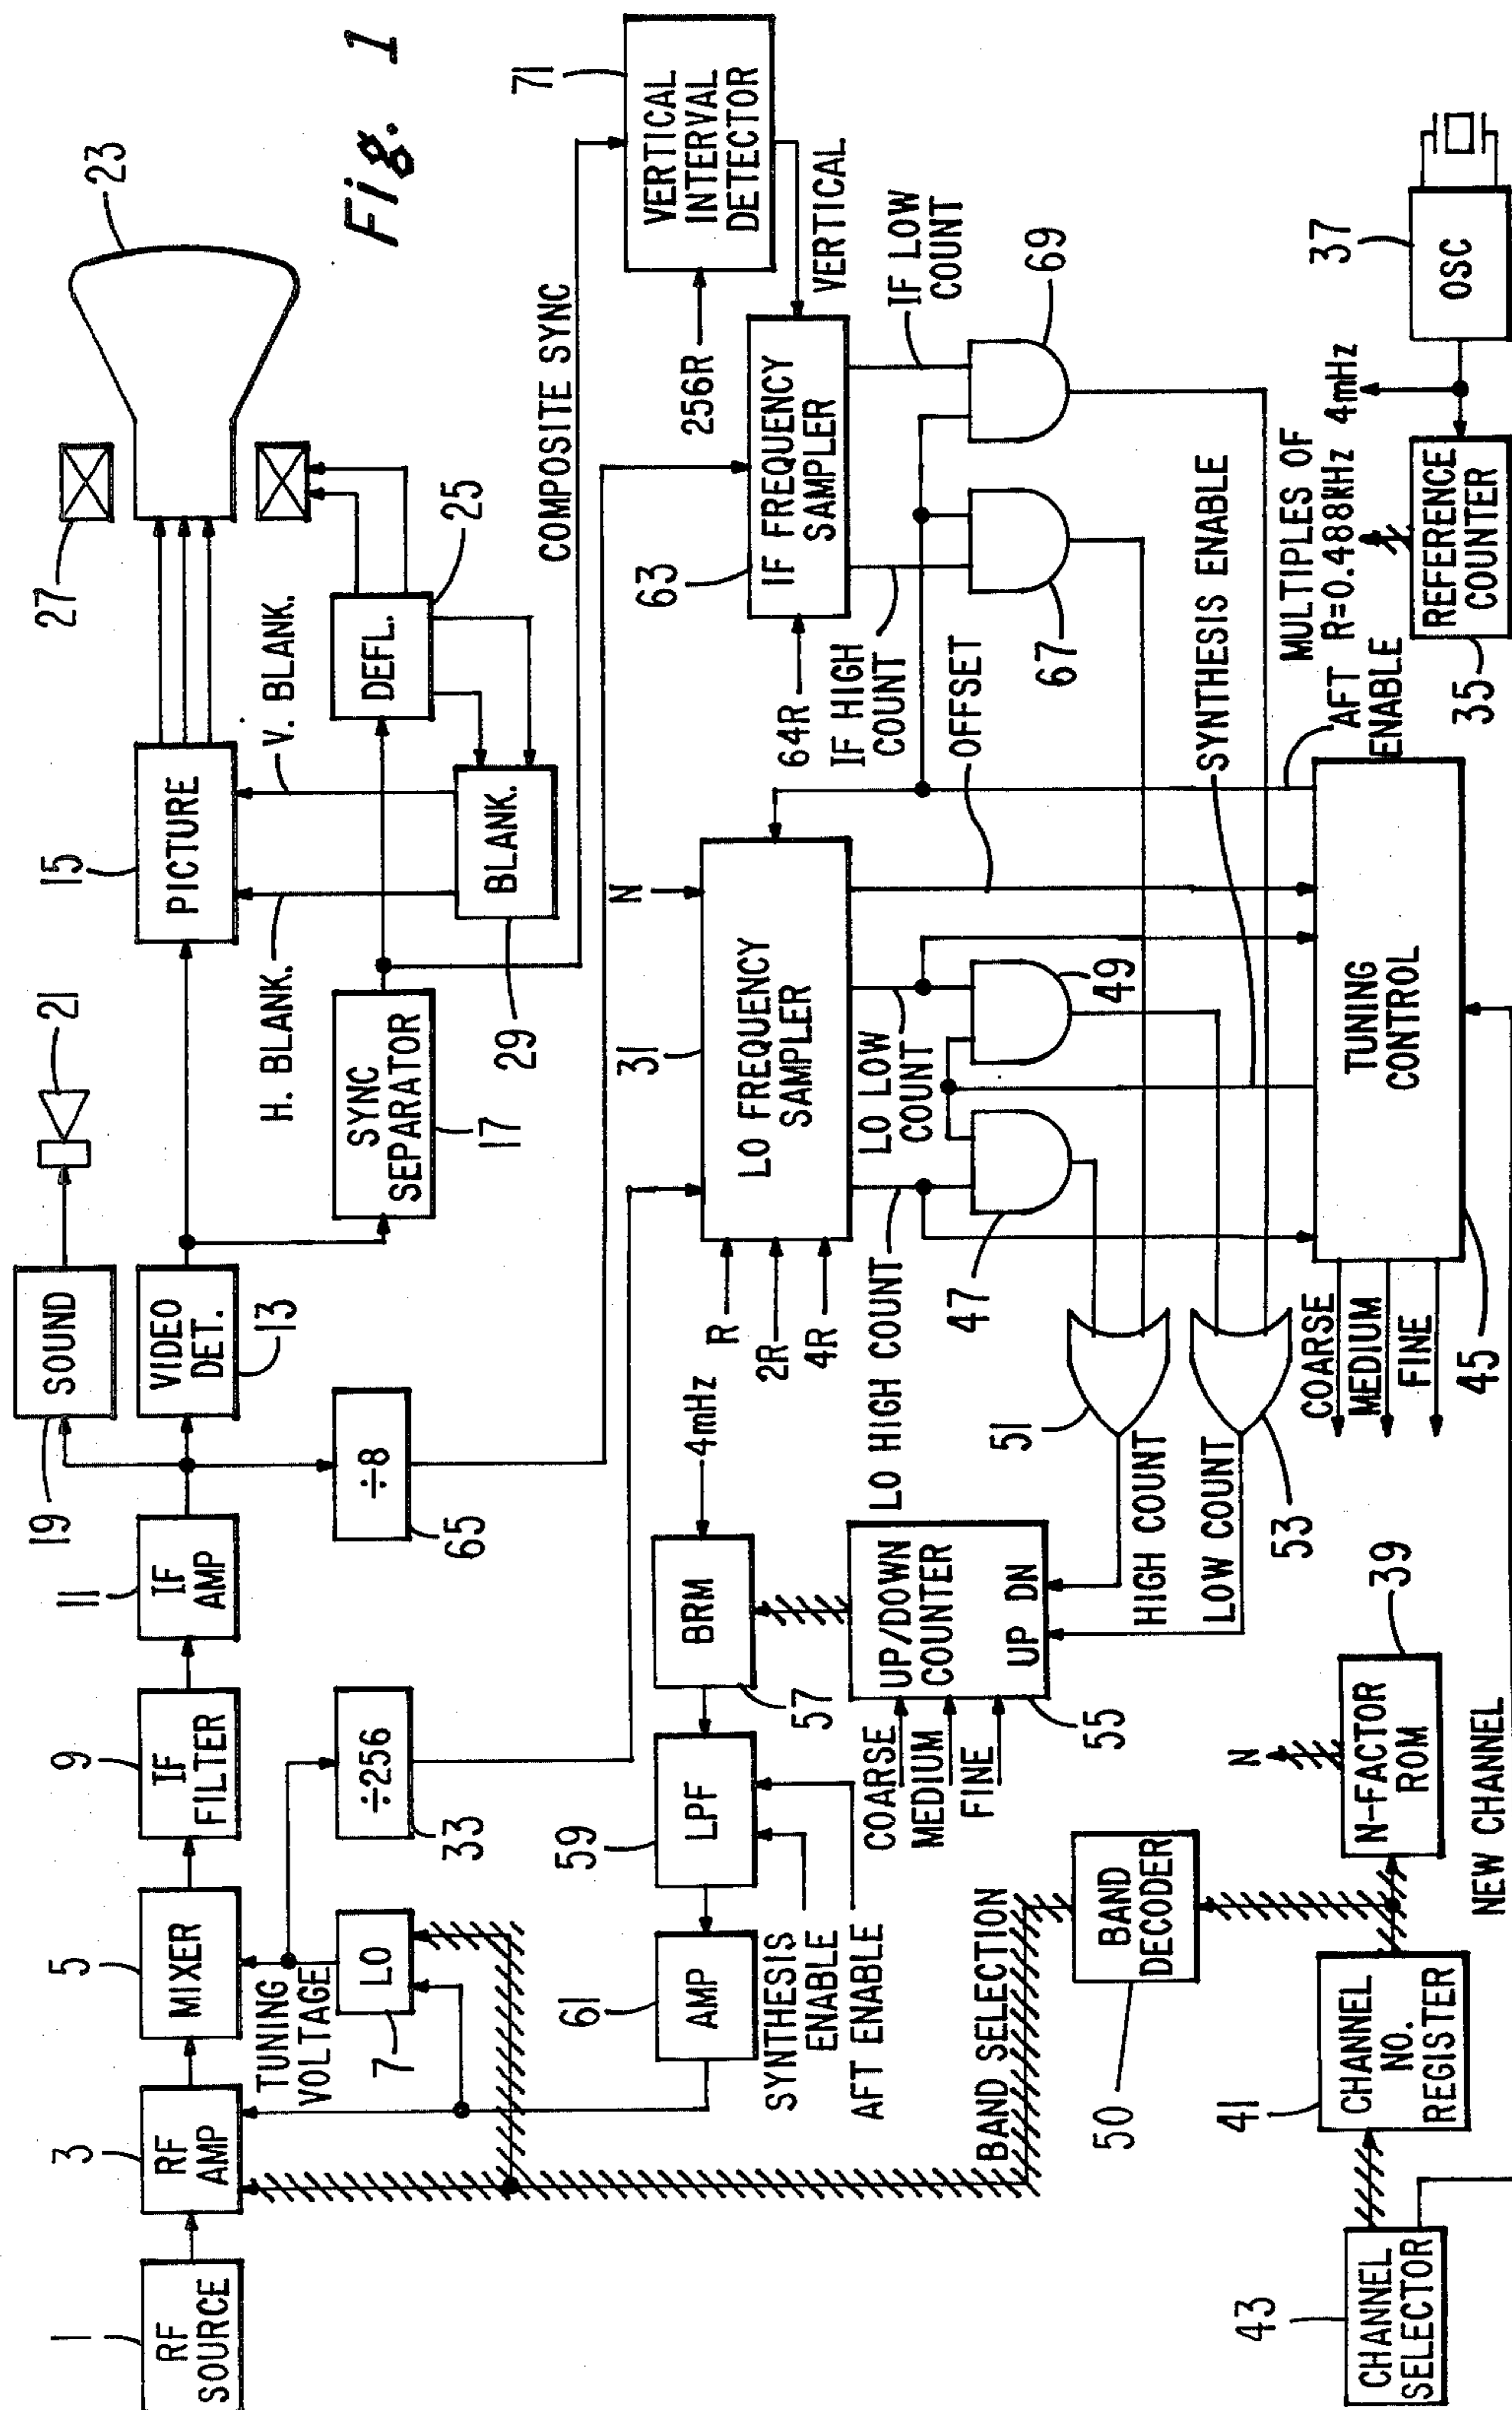 Fig. 1
1
RF
SOURCE
3
RF
AMP
5
MIXER
9
IF
FILTER
11
IF
AMP
19
SOUND
21
VIDEO
DET.
13
15
PICTURE
27
23
TUNING
VOLTAGE
7
LO
÷256
33
÷8
65
SYNC
SEPARATOR
17
H. BLANK.
V. BLANK.
BLANK.
29
DEFL.
25
COMPOSITE SYNC
71
VERTICAL
INTERVAL
DETECTOR
256R
VERTICAL
61
AMP
59
LPF
BRM
57
4mHz
SYNTHESIS
ENABLE
AFT ENABLE
31
LO FREQUENCY
SAMPLER
N
R
2R
4R
63
IF FREQUENCY
SAMPLER
64R
IF HIGH
COUNT
IF LOW
COUNT
69
67
UP/DOWN
COUNTER
UP DN
55
COARSE
MEDIUM
FINE
LO HIGH COUNT
LO LOW
COUNT
47
49
OFFSET
SYNTHESIS ENABLE
51
53
HIGH COUNT
LOW COUNT
BAND SELECTION
50
BAND
DECODER
N
N-FACTOR
ROM
39
41
CHANNEL
NO.
REGISTER
43
CHANNEL
SELECTOR
NEW CHANNEL
COARSE
MEDIUM
FINE
45
TUNING
CONTROL
AFT
ENABLE
MULTIPLES OF
R=0.488KHz
4mHz
35
REFERENCE
COUNTER
37
OSC